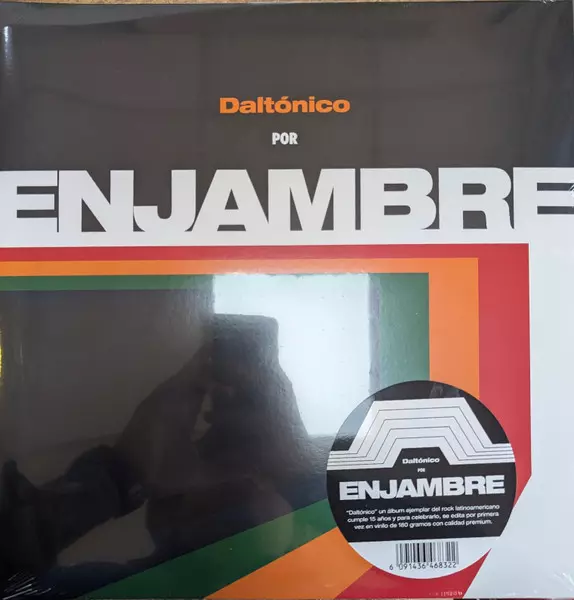 Daltónico
POR
ENJAMBRE
Daltónico
POR
ENJAMBRE
"Daltónico" un álbum ejemplar del rock latinoamericano
cumple 15 años y para celebrarlo, se edita por primera
vez en vinilo de 180 gramos con calidad premium.
6 091436 468322